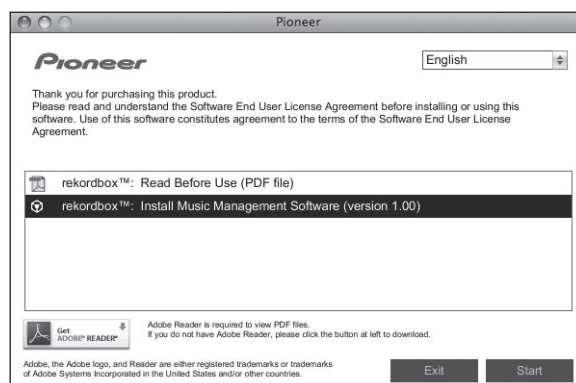 Pioneer
Pioneer
English
Thank you for purchasing this product.
Please read and understand the Software End User License Agreement before installing or using this
software. Use of this software constitutes agreement to the terms of the Software End User License
Agreement.
rekordbox™: Read Before Use (PDF file)
rekordbox™: Install Music Management Software (version 1.00)
Get
ADOBE® READER®
Adobe Reader is required to view PDF files.
If you do not have Adobe Reader, please click the button at left to download.
Adobe, the Adobe logo, and Reader are either registered trademarks or trademarks
of Adobe Systems Incorporated in the United States and/or other countries.
Exit
Start